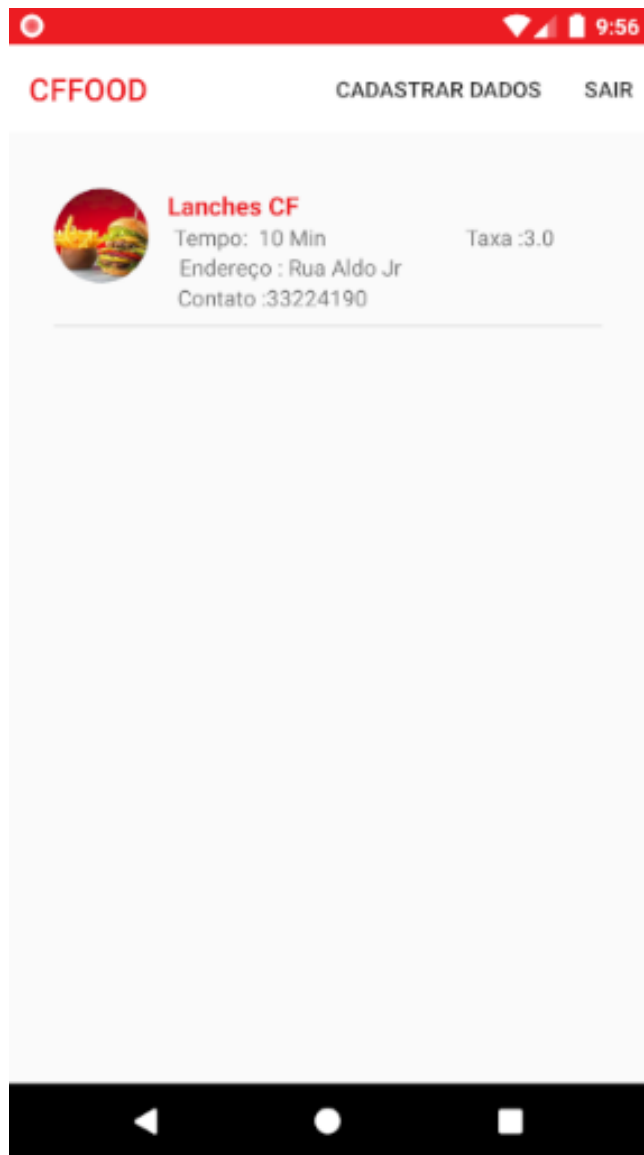 9:56
CFFOOD CADASTRAR DADOS SAIR
Lanches CF
Tempo: 10 Min Taxa :3.0
Endereço : Rua Aldo Jr
Contato :33224190